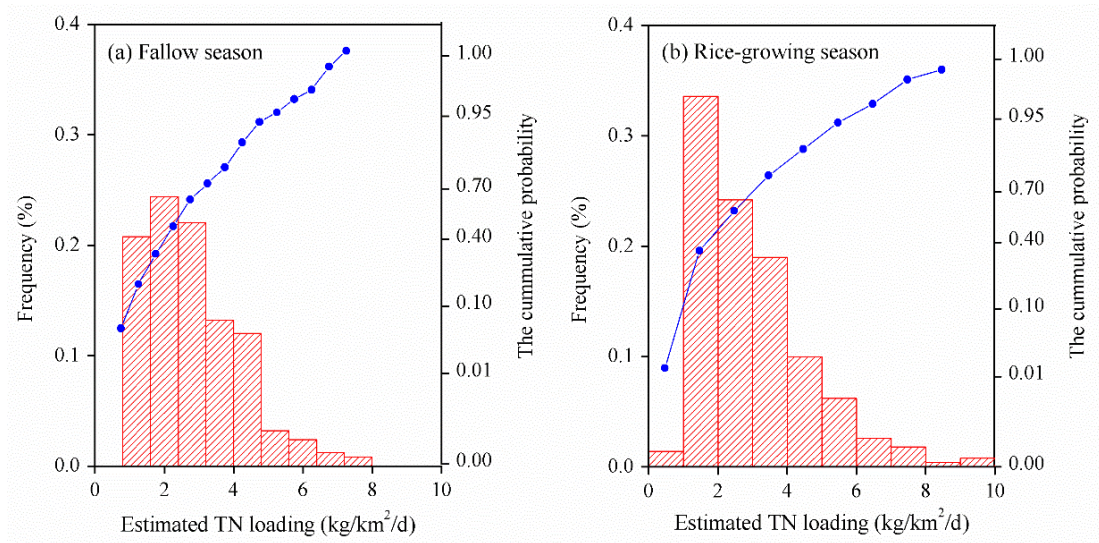 (a) Fallow season
0.4
0.3
0.2
0.1
0.0
Frequency (%)
1.00
0.95
0.70
0.40
0.10
0.01
0.00
The cummulative probability
0 2 4 6 8 10
Estimated TN loading (kg/km²/d)
(b) Rice-growing season
0.4
0.3
0.2
0.1
0.0
Frequency (%)
1.00
0.95
0.70
0.40
0.10
0.01
0.00
The cummulative probability
0 2 4 6 8 10
Estimated TN loading (kg/km²/d)